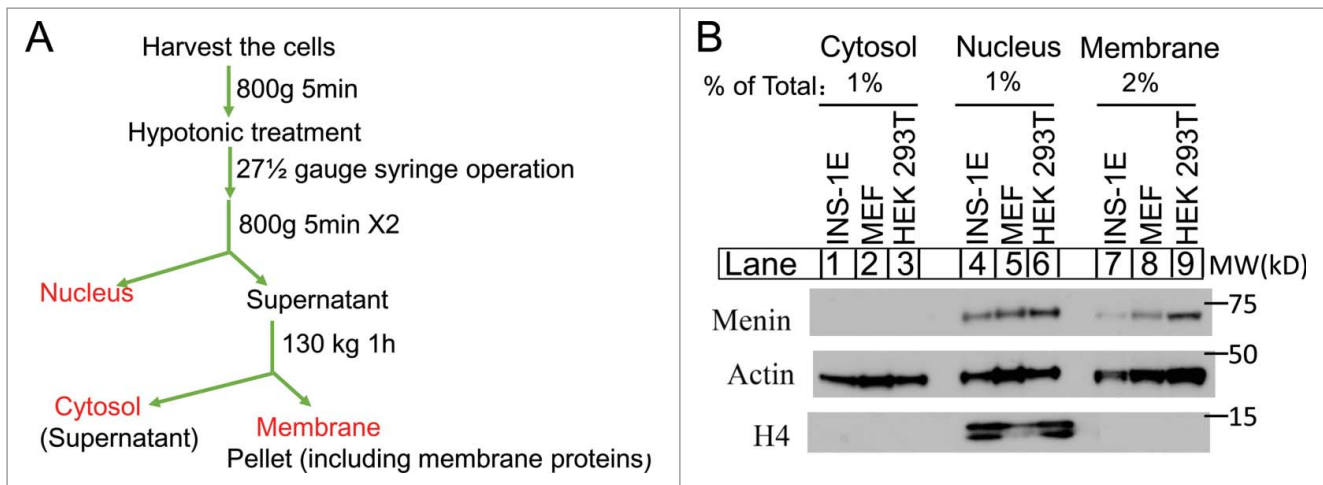 A
Harvest the cells
800g 5min
Hypotonic treatment
27½ gauge syringe operation
800g 5min X2
Nucleus
Supernatant
130 kg 1h
Cytosol
(Supernatant)
Membrane
Pellet (including membrane proteins)
B
Cytosol Nucleus Membrane
% of Total: 1% 1% 2%
INS-1E MEF HEK 293T INS-1E MEF HEK 293T INS-1E MEF HEK 293T
Lane 1 2 3 4 5 6 7 8 9 MW(kD)
Menin 75
Actin 50
H4 15